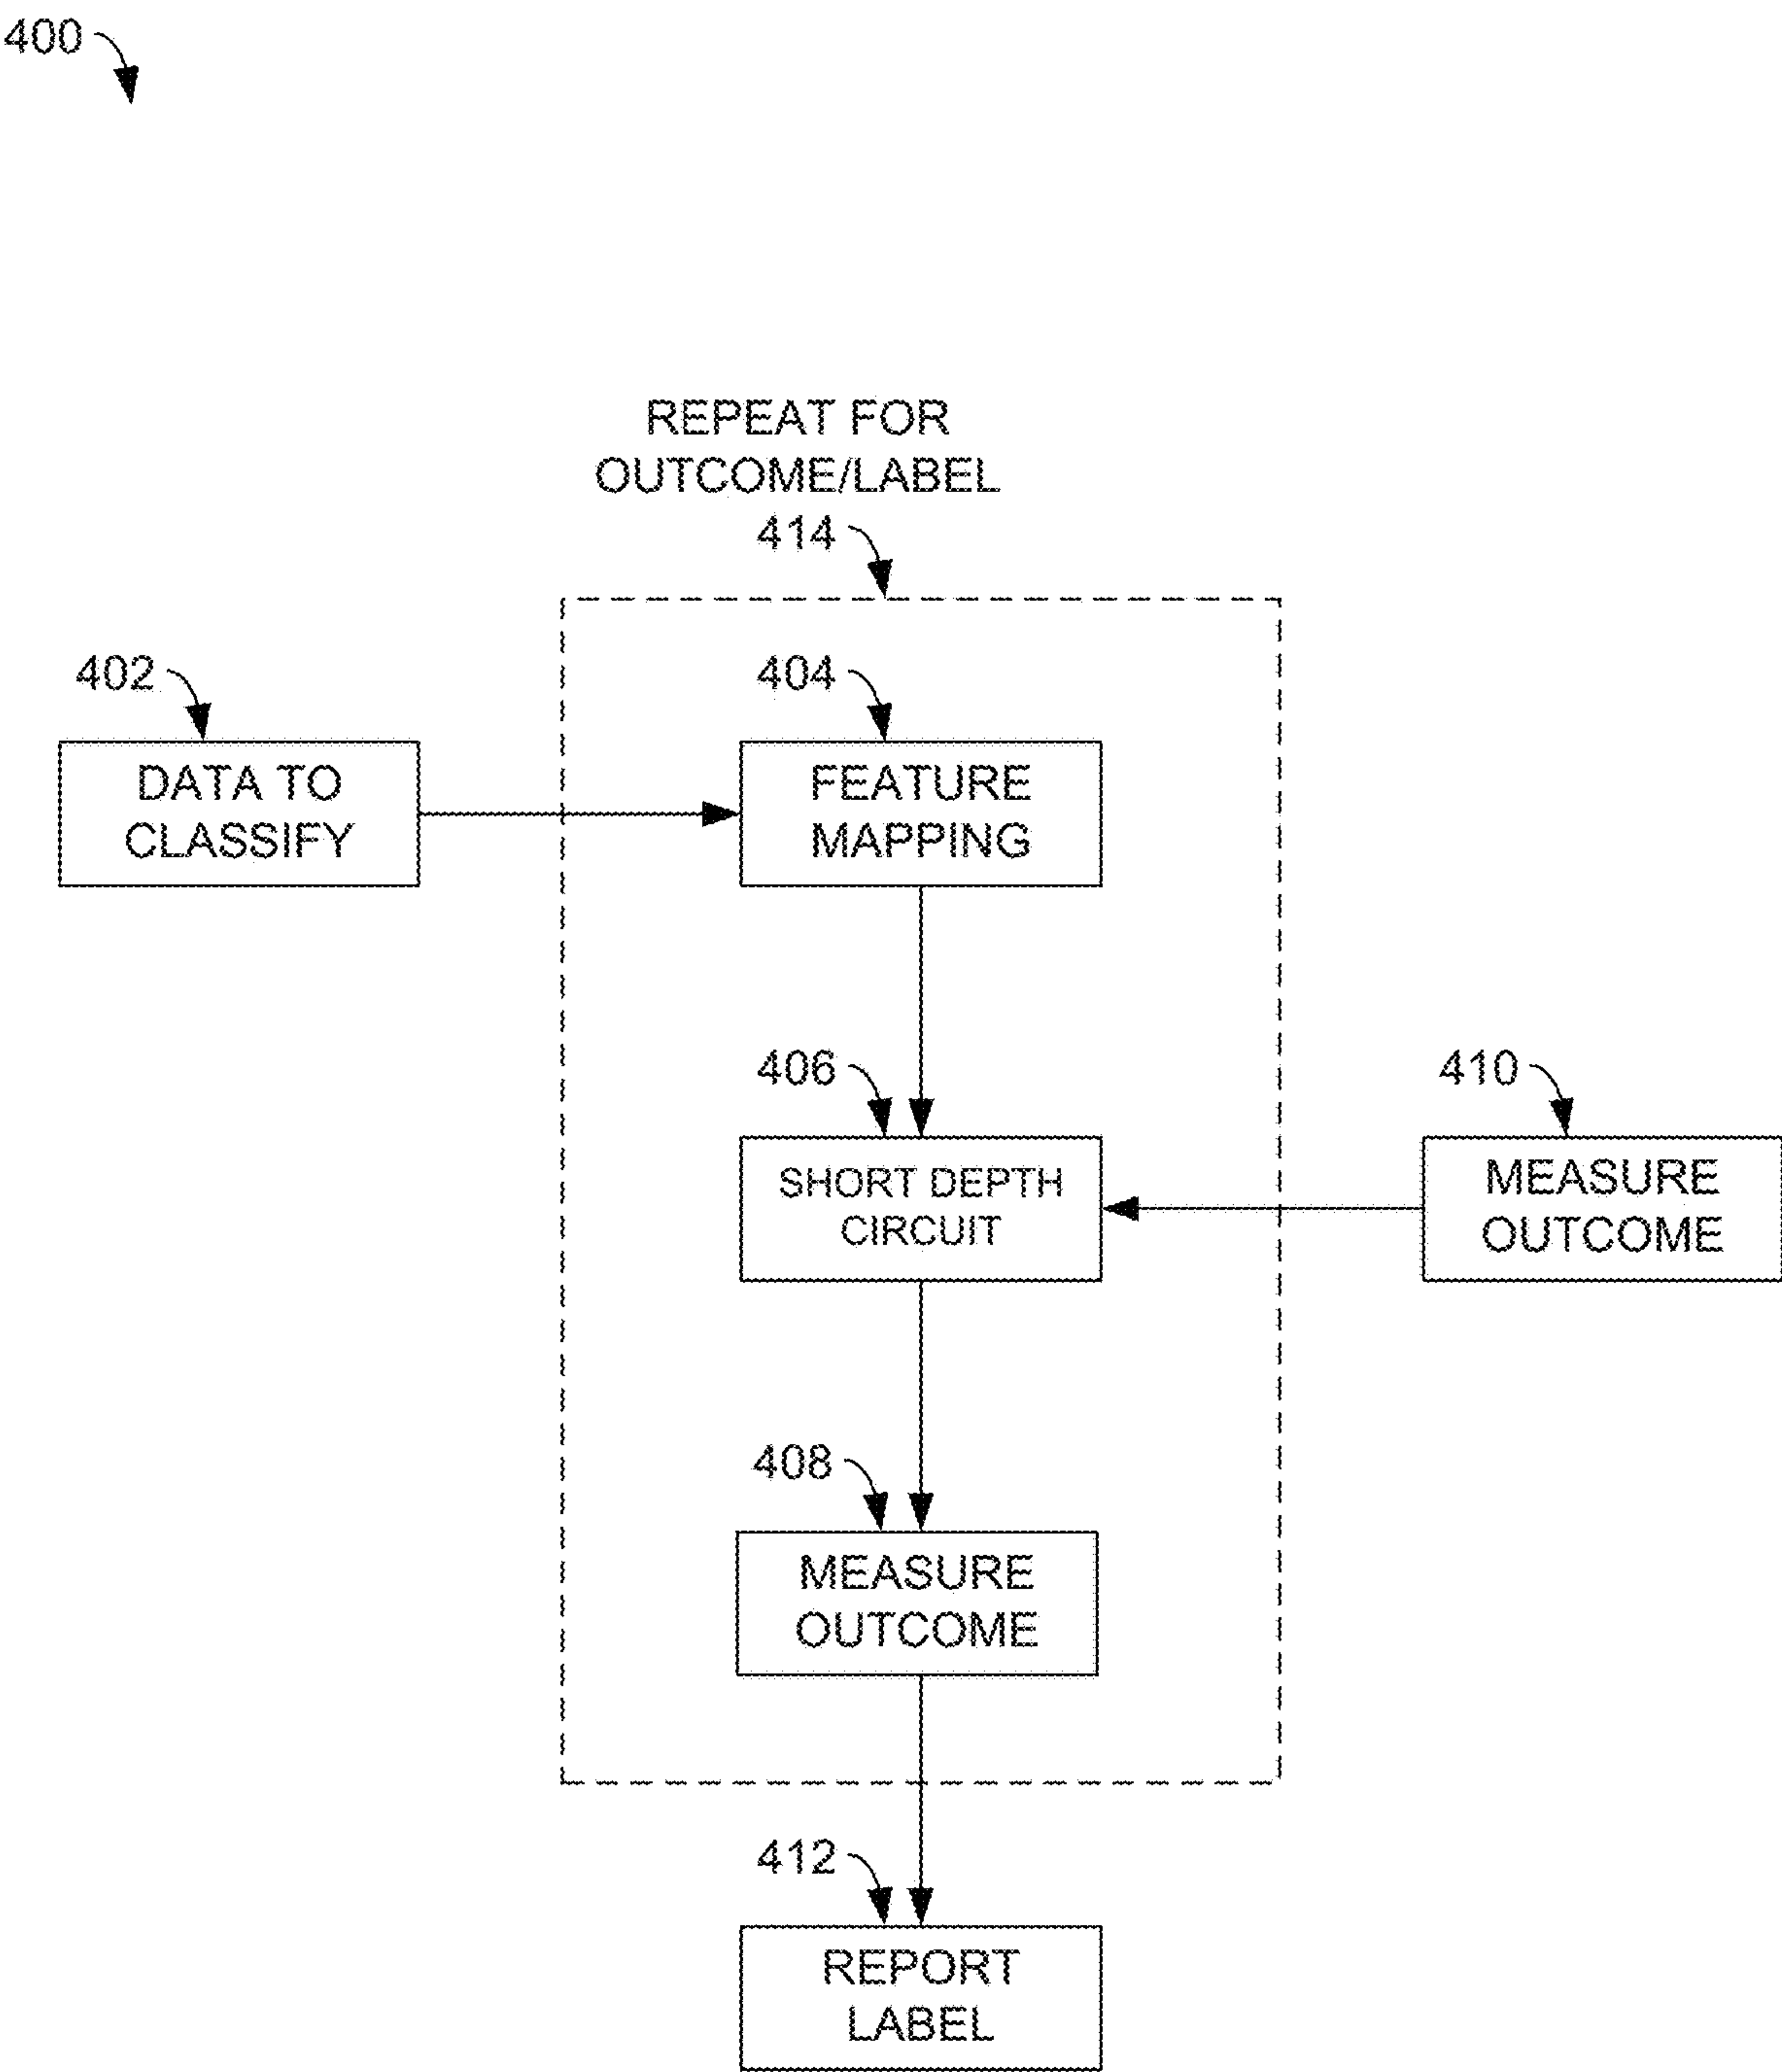 400
REPEAT FOR
OUTCOME/LABEL
414
402
404
DATA TO
CLASSIFY
FEATURE
MAPPING
406
410
SHORT DEPTH
CIRCUIT
MEASURE
OUTCOME
408
MEASURE
OUTCOME
412
REPORT
LABEL